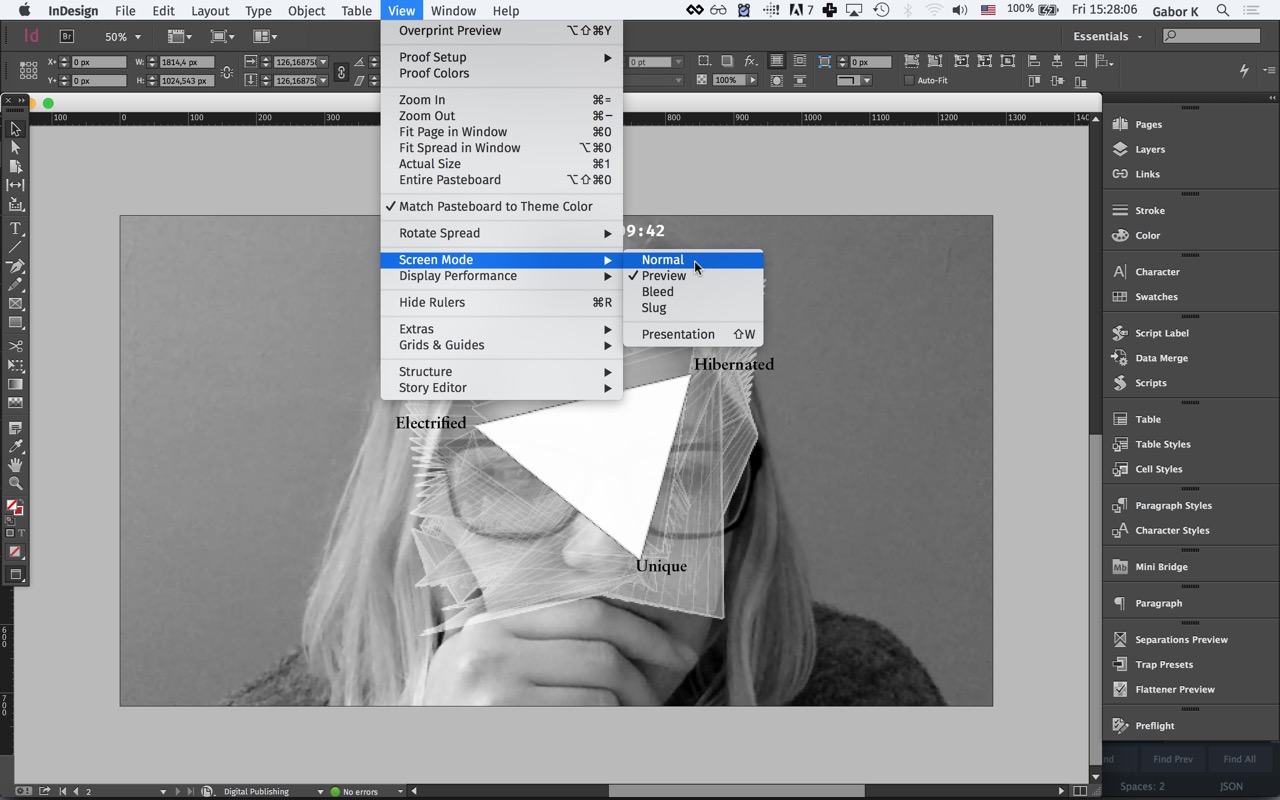 InDesign File Edit Layout Type Object Table View Window Help 7 100% Fri 15:28:06 Gabor K
Id Br 50% Essentials
X+ 0 px W: 1814,4 px 126,1687 0 pt fx. 0 px
Y+ 0 px H: 1024,543 px 126,1687 100% Auto-Fit
100 0 100 200 300 800 900 1000 1100 1200 1300
Overprint Preview ⌥⇧⌘Y
Proof Setup
Proof Colors
Zoom In ⌘=
Zoom Out ⌘−
Fit Page in Window ⌘0
Fit Spread in Window ⌥⌘0
Actual Size ⌘1
Entire Pasteboard ⌥⇧⌘0
✓ Match Pasteboard to Theme Color
Rotate Spread
Screen Mode
Display Performance
Hide Rulers ⌘R
Extras
Grids & Guides
Structure
Story Editor
Normal
✓ Preview
Bleed
Slug
Presentation ⇧W
9:42
Hibernated
Electrified
Unique
Pages
Layers
Links
Stroke
Color
Character
Swatches
Script Label
Data Merge
Scripts
Table
Table Styles
Cell Styles
Paragraph Styles
Character Styles
Mb Mini Bridge
Paragraph
Separations Preview
Trap Presets
Flattener Preview
Preflight
600
700
2 Digital Publishing No errors
Find Prev Find All
Spaces: 2 JSON